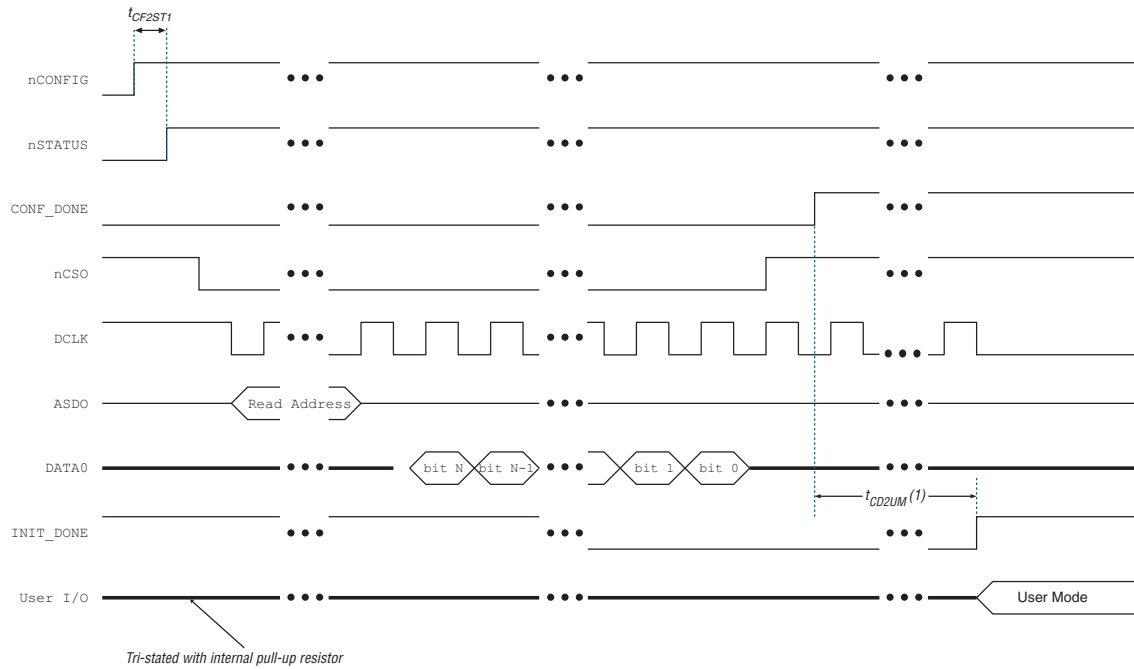 tCF2ST1
nCONFIG
nSTATUS
CONF_DONE
nCSO
DCLK
ASDO
Read Address
DATA0
bit N
bit N-1
bit 1
bit 0
tCD2UM (1)
INIT_DONE
User I/O
User Mode
Tri-stated with internal pull-up resistor